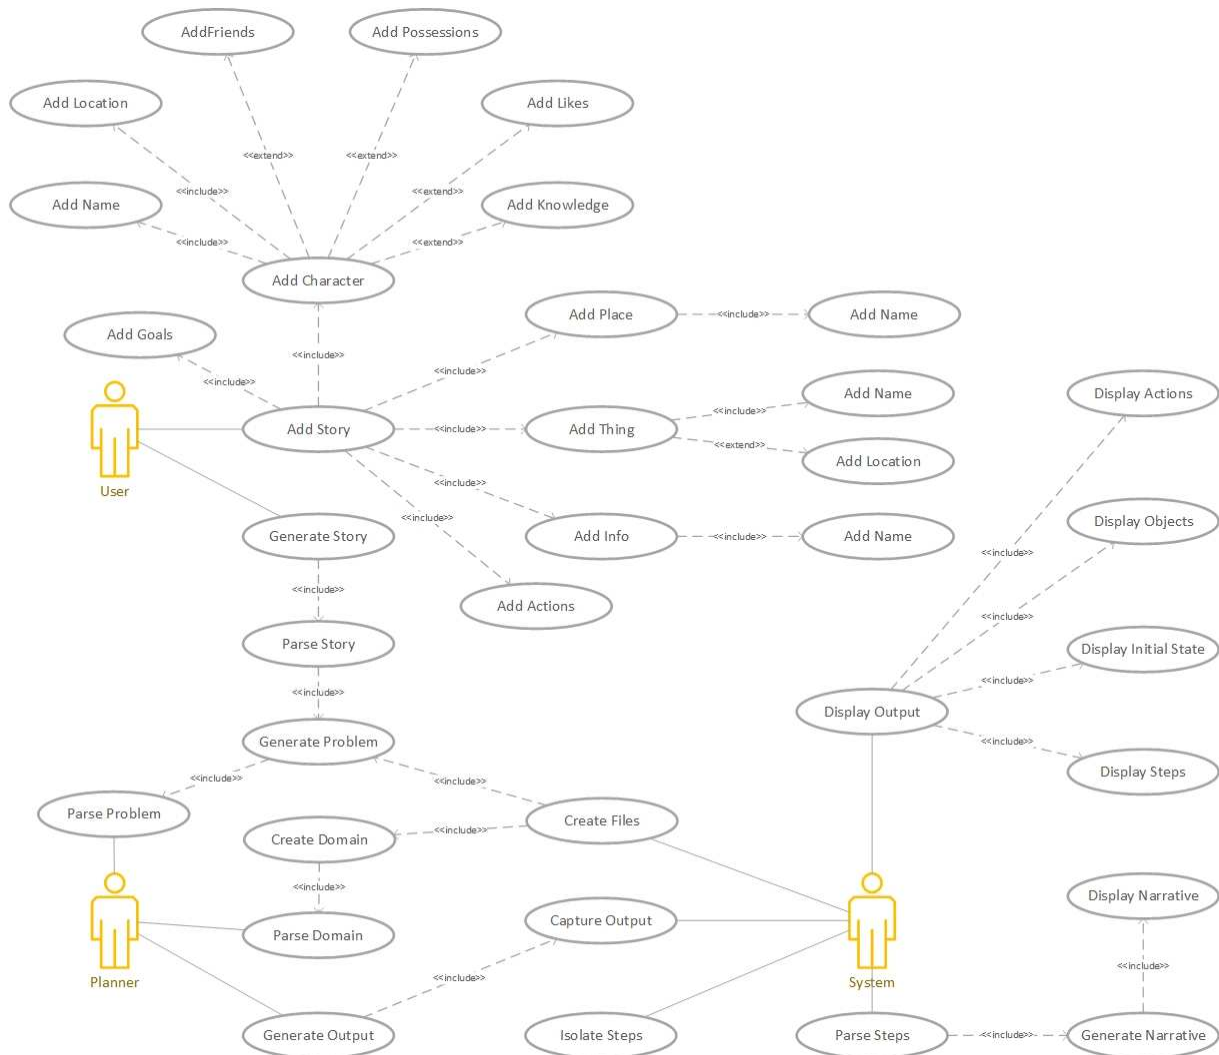 AddFriends
Add Possessions
Add Location
Add Likes
<<extend>>
<<extend>>
<<include>>
<<extend>>
Add Name
Add Knowledge
<<include>>
<<extend>>
Add Character
Add Place
<<include>>
Add Name
Add Goals
<<include>>
<<include>>
<<include>>
Display Actions
Add Name
<<include>>
Add Story
<<include>>
Add Thing
<<extend>>
Add Location
User
<<include>>
<<include>>
Display Objects
Generate Story
Add Info
<<include>>
Add Name
<<include>>
<<include>>
Add Actions
<<include>>
Parse Story
Display Initial State
<<include>>
<<include>>
Display Output
Generate Problem
<<include>>
<<include>>
<<include>>
Display Steps
Parse Problem
Create Files
<<include>>
Create Domain
<<include>>
Display Narrative
Capture Output
Parse Domain
<<include>>
<<include>>
Planner
System
Generate Output
Isolate Steps
Parse Steps
<<include>>
Generate Narrative